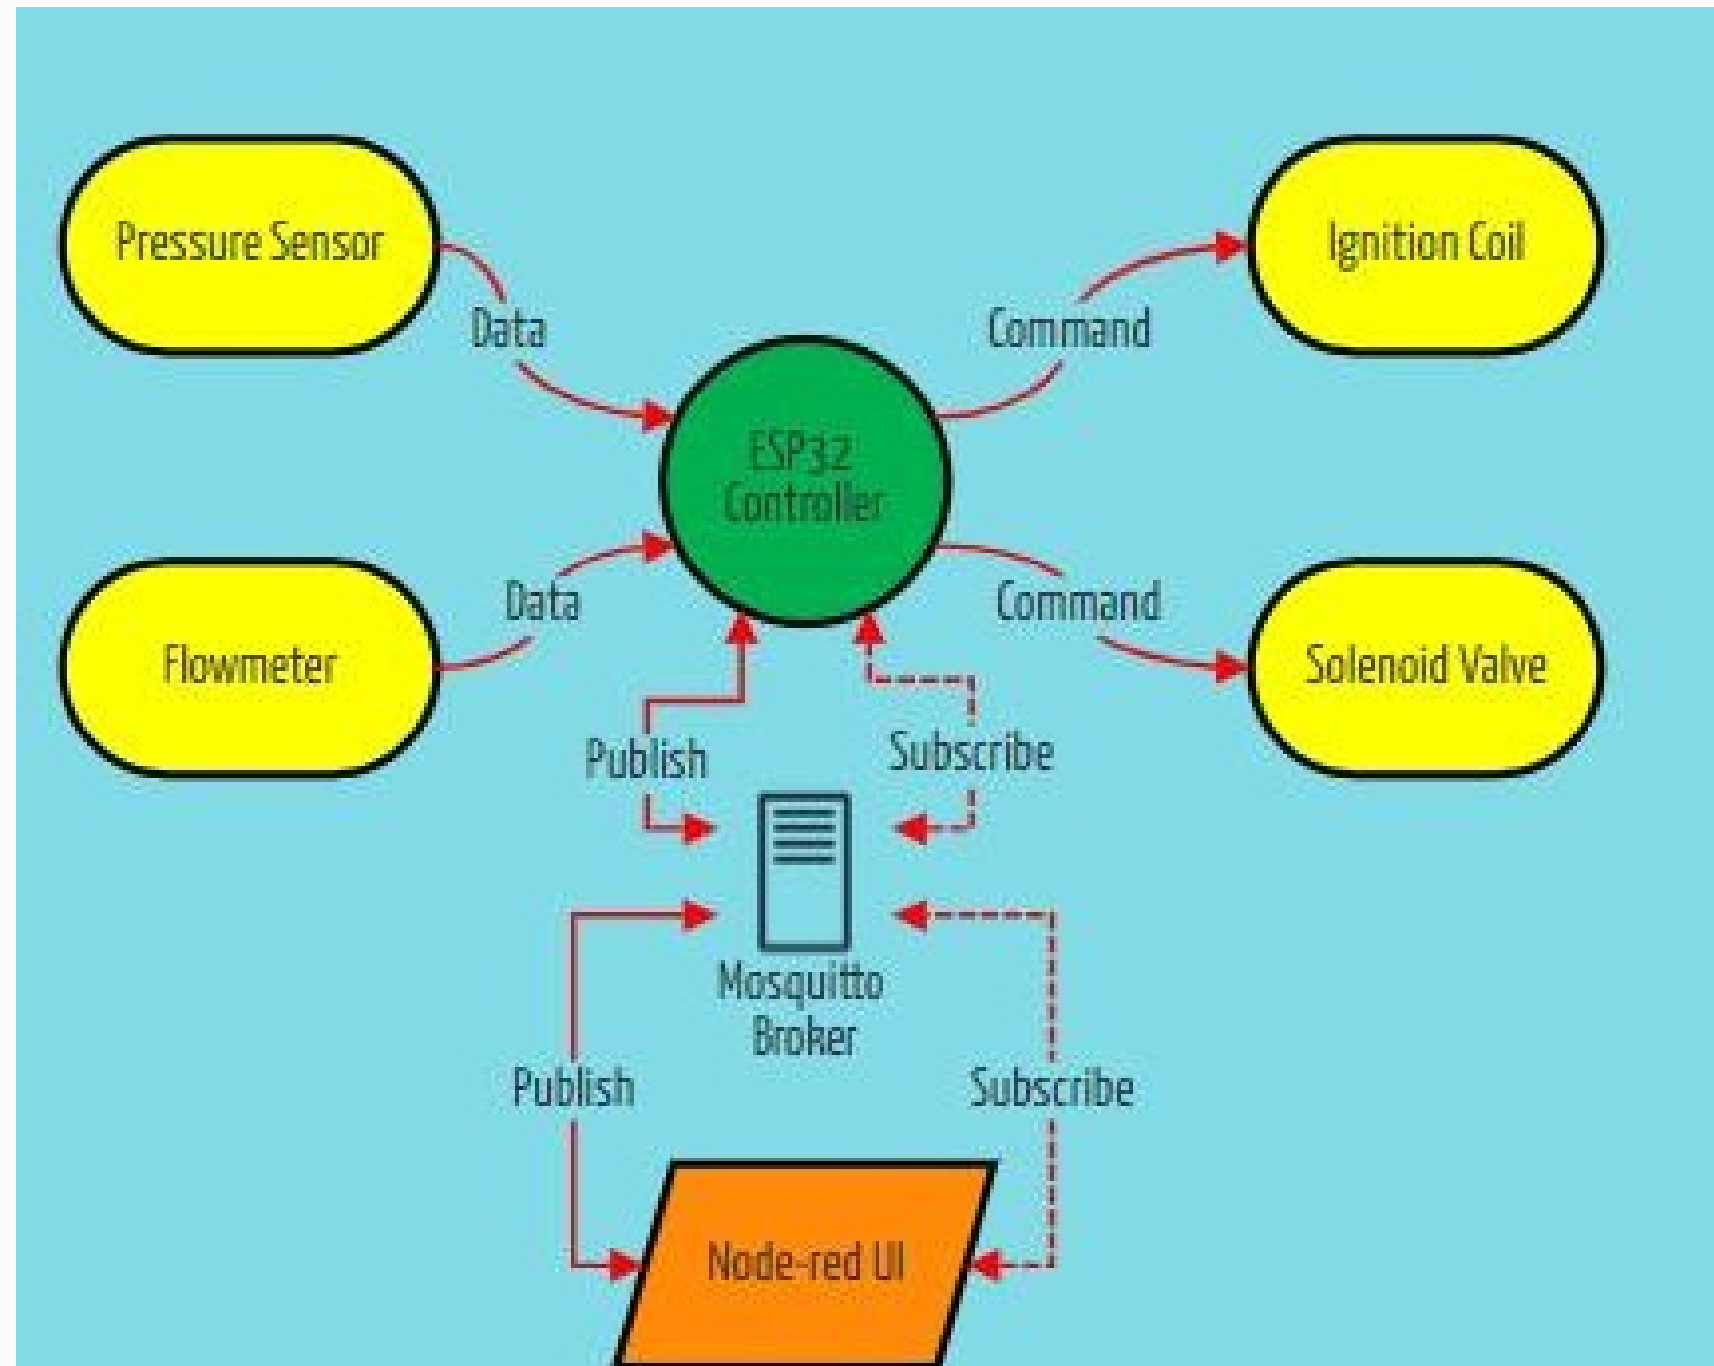 Pressure Sensor
Ignition Coil
Data
Command
ESP32
Controller
Data
Command
Flowmeter
Solenoid Valve
Publish
Subscribe
Mosquitto
Broker
Publish
Subscribe
Node-red UI